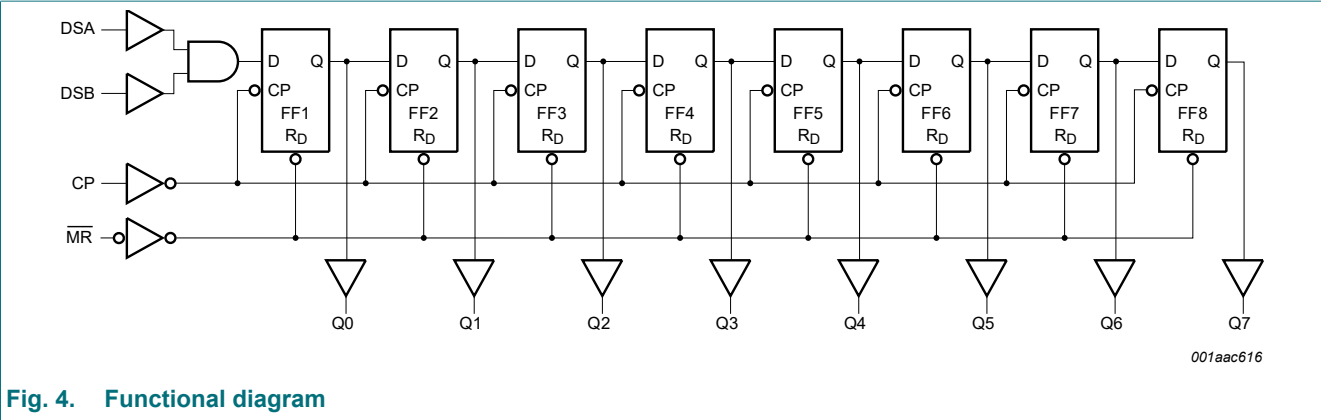 DSA
D Q D Q D Q D Q D Q D Q D Q D Q
DSB
CP CP CP CP CP CP CP CP
FF1 FF2 FF3 FF4 FF5 FF6 FF7 FF8
RD RD RD RD RD RD RD RD
CP
MR
Q0 Q1 Q2 Q3 Q4 Q5 Q6 Q7
001aac616
Fig. 4. Functional diagram